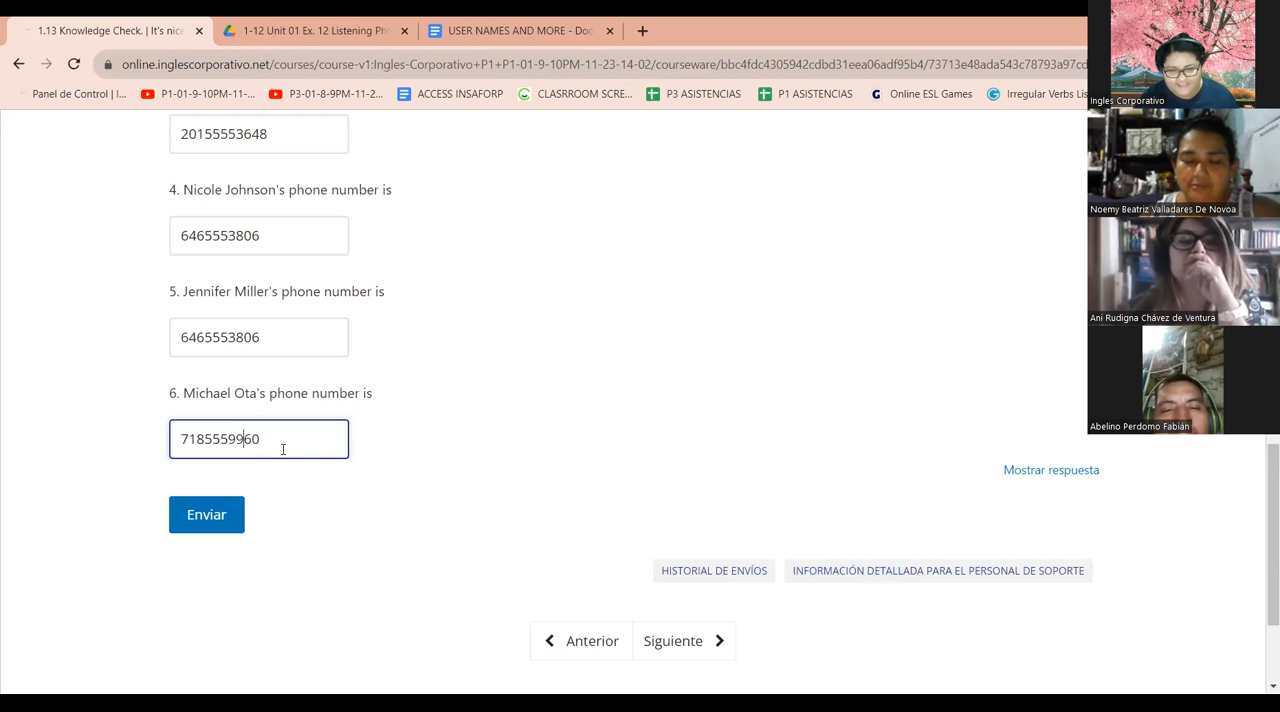 1.13 Knowledge Check. | It's nice
1-12 Unit 01 Ex. 12 Listening Ph
USER NAMES AND MORE - Doc
online.inglescorporativo.net/courses/course-v1:Ingles-Corporativo+P1+P1-01-9-10PM-11-23-14-02/courseware/bbc4fdc4305942cdbd31eea06adf95b4/73713e48ada543c78793a97cd
Panel de Control | I...
P1-01-9-10PM-11-...
P3-01-8-9PM-11-2...
ACCESS INSAFORP
CLASRROOM SCRE...
P3 ASISTENCIAS
P1 ASISTENCIAS
Online ESL Games
Irregular Verbs Lis
20155553648
4. Nicole Johnson's phone number is
6465553806
5. Jennifer Miller's phone number is
6465553806
6. Michael Ota's phone number is
7185559960
Mostrar respuesta
Enviar
HISTORIAL DE ENVÍOS
INFORMACIÓN DETALLADA PARA EL PERSONAL DE SOPORTE
Anterior
Siguiente
Ingles Corporativo
Noemy Beatriz Valladares De Novoa
Ani Rudigna Chávez de Ventura
Abelino Perdomo Fabián